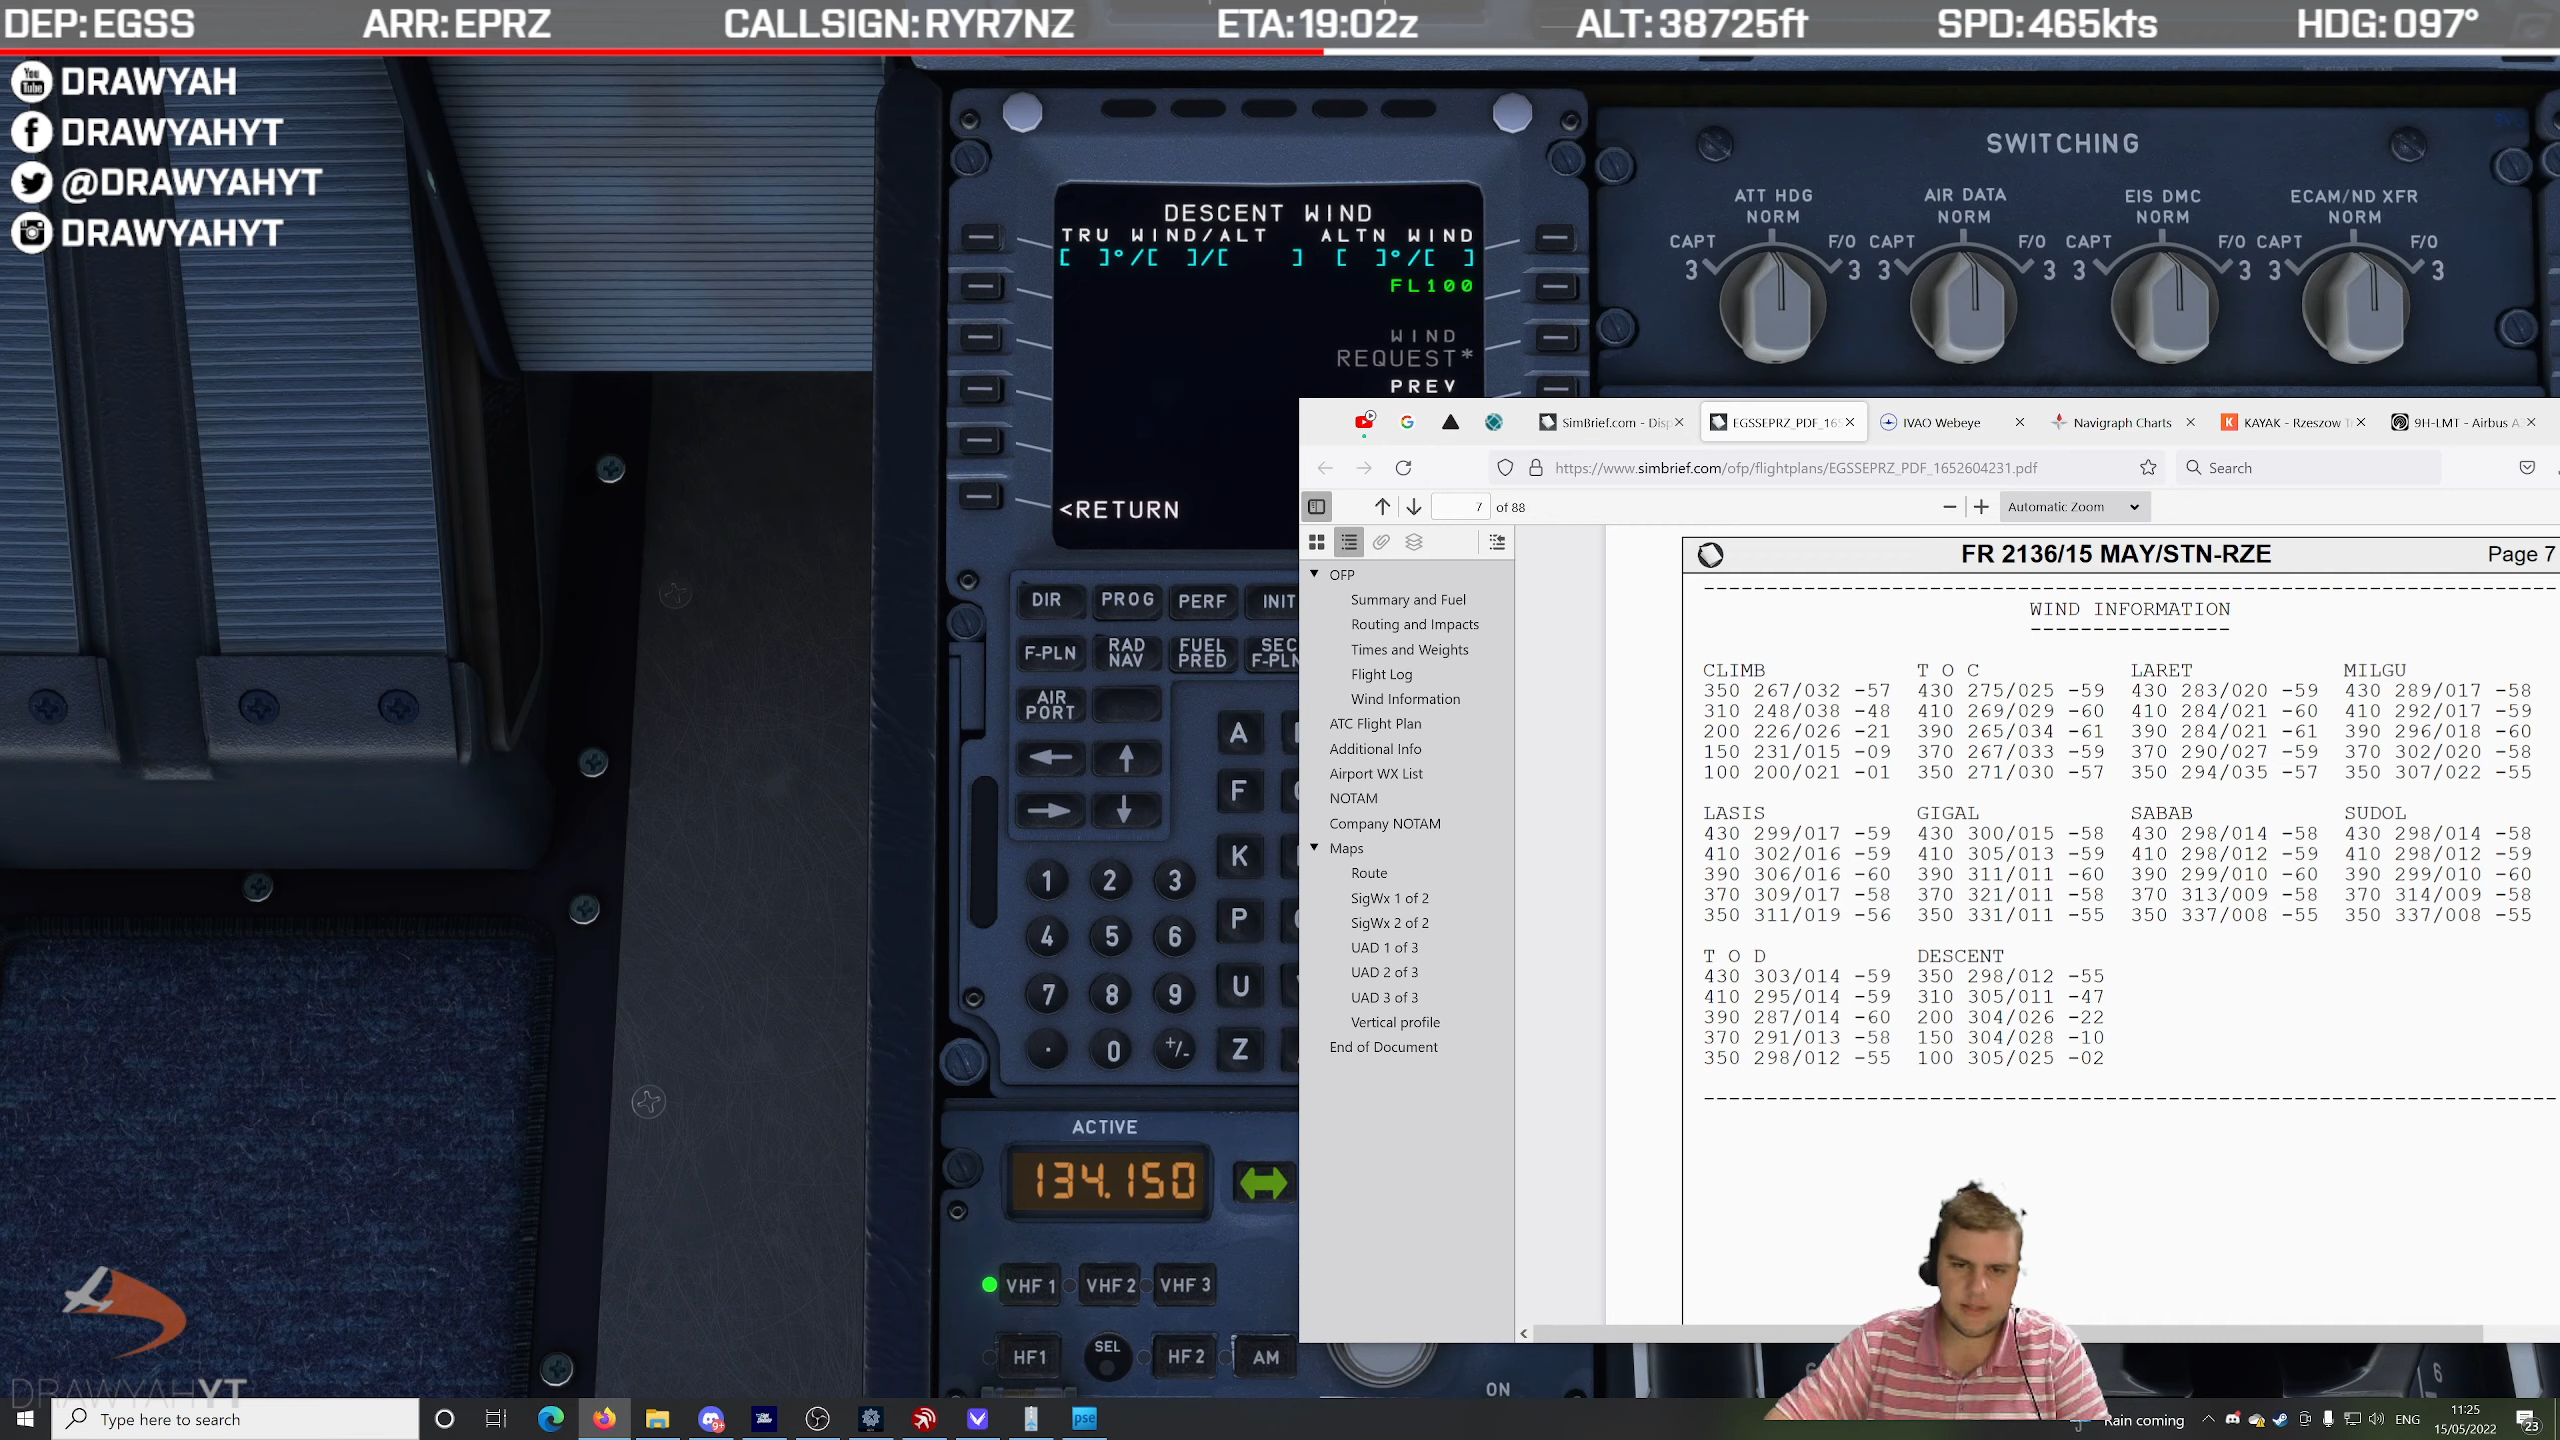 DEP: EGSS ARR: EPRZ CALLSIGN: RYR7NZ ETA: 19:02z ALT: 38725ft SPD: 465kts HDG: 097°
You Tube DRAWYAH
DRAWYAHYT
@DRAWYAHYT
DRAWYAHYT
DESCENT WIND
TRU WIND/ALT ALTN WIND
[ ]°/[ ]/[ ] [ ]°/[ ]
FL100
WIND
REQUEST*
PREV
<RETURN
SWITCHING
ATT HDG AIR DATA EIS DMC ECAM/ND XFR
NORM NORM NORM NORM
CAPT F/O CAPT F/O CAPT F/O CAPT F/O
3 3 3 3 3 3 3 3
DIR PROG PERF INIT
F-PLN RAD NAV FUEL PRED SEC F-PLN
AIR PORT
A
F
K
P
U
Z
1 2 3
4 5 6
7 8 9
. 0 +/-
ACTIVE
134.150
VHF 1 VHF 2 VHF 3
HF1 SEL HF 2 AM
ON
6
SimBrief.com - Disp EGSSEPRZ_PDF_165 IVAO Webeye Navigraph Charts KAYAK - Rzeszow T 9H-LMT - Airbus A3
https://www.simbrief.com/ofp/flightplans/EGSSEPRZ_PDF_1652604231.pdf Search
7 of 88 Automatic Zoom
OFP
Summary and Fuel
Routing and Impacts
Times and Weights
Flight Log
Wind Information
ATC Flight Plan
Additional Info
Airport WX List
NOTAM
Company NOTAM
Maps
Route
SigWx 1 of 2
SigWx 2 of 2
UAD 1 of 3
UAD 2 of 3
UAD 3 of 3
Vertical profile
End of Document
FR 2136/15 MAY/STN-RZE Page 7
WIND INFORMATION
CLIMB T O C LARET MILGU
350 267/032 -57 430 275/025 -59 430 283/020 -59 430 289/017 -58
310 248/038 -48 410 269/029 -60 410 284/021 -60 410 292/017 -59
200 226/026 -21 390 265/034 -61 390 284/021 -61 390 296/018 -60
150 231/015 -09 370 267/033 -59 370 290/027 -59 370 302/020 -58
100 200/021 -01 350 271/030 -57 350 294/035 -57 350 307/022 -55
LASIS GIGAL SABAB SUDOL
430 299/017 -59 430 300/015 -58 430 298/014 -58 430 298/014 -58
410 302/016 -59 410 305/013 -59 410 298/012 -59 410 298/012 -59
390 306/016 -60 390 311/011 -60 390 299/010 -60 390 299/010 -60
370 309/017 -58 370 321/011 -58 370 313/009 -58 370 314/009 -58
350 311/019 -56 350 331/011 -55 350 337/008 -55 350 337/008 -55
T O D DESCENT
430 303/014 -59 350 298/012 -55
410 295/014 -59 310 305/011 -47
390 287/014 -60 200 304/026 -22
370 291/013 -58 150 304/028 -10
350 298/012 -55 100 305/025 -02
DRAWYAHYT
Type here to search
9+
pse
Rain coming ENG 11:25
15/05/2022
23